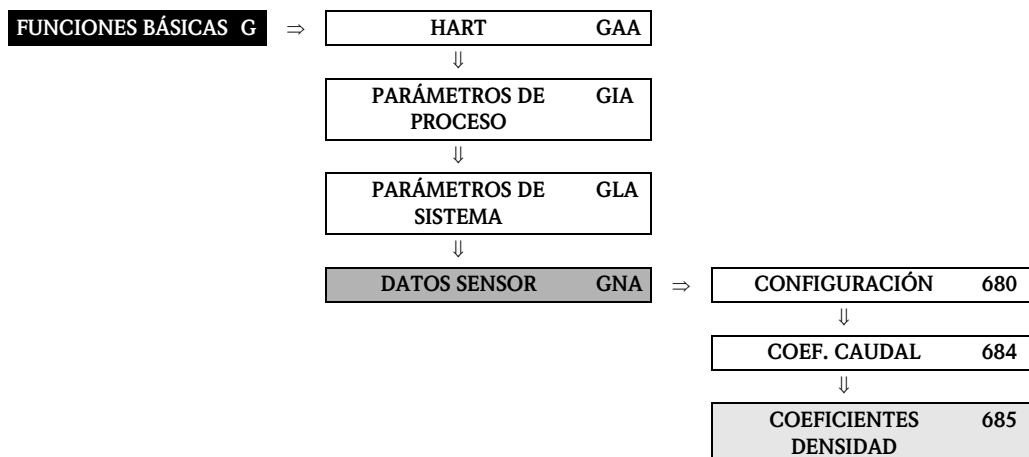 FUNCIONES BÁSICAS G ⇒ HART GAA
⇓
PARÁMETROS DE GIA
PROCESO
⇓
PARÁMETROS DE GLA
SISTEMA
⇓
DATOS SENSOR GNA ⇒ CONFIGURACIÓN 680
⇓
COEF. CAUDAL 684
⇓
COEFICIENTES 685
DENSIDAD